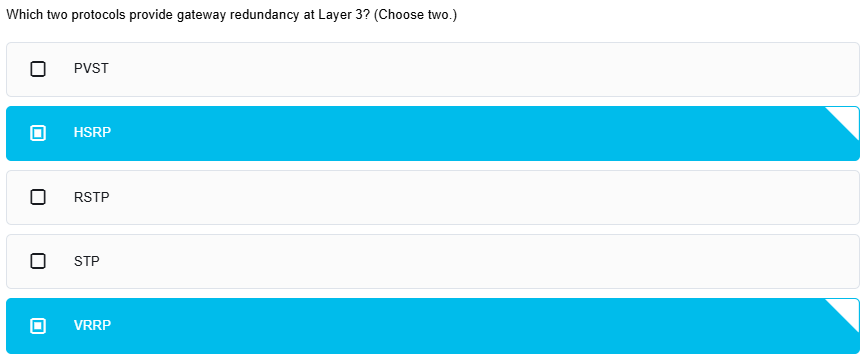 Which two protocols provide gateway redundancy at Layer 3? (Choose two.)
PVST
HSRP
RSTP
STP
VRRP